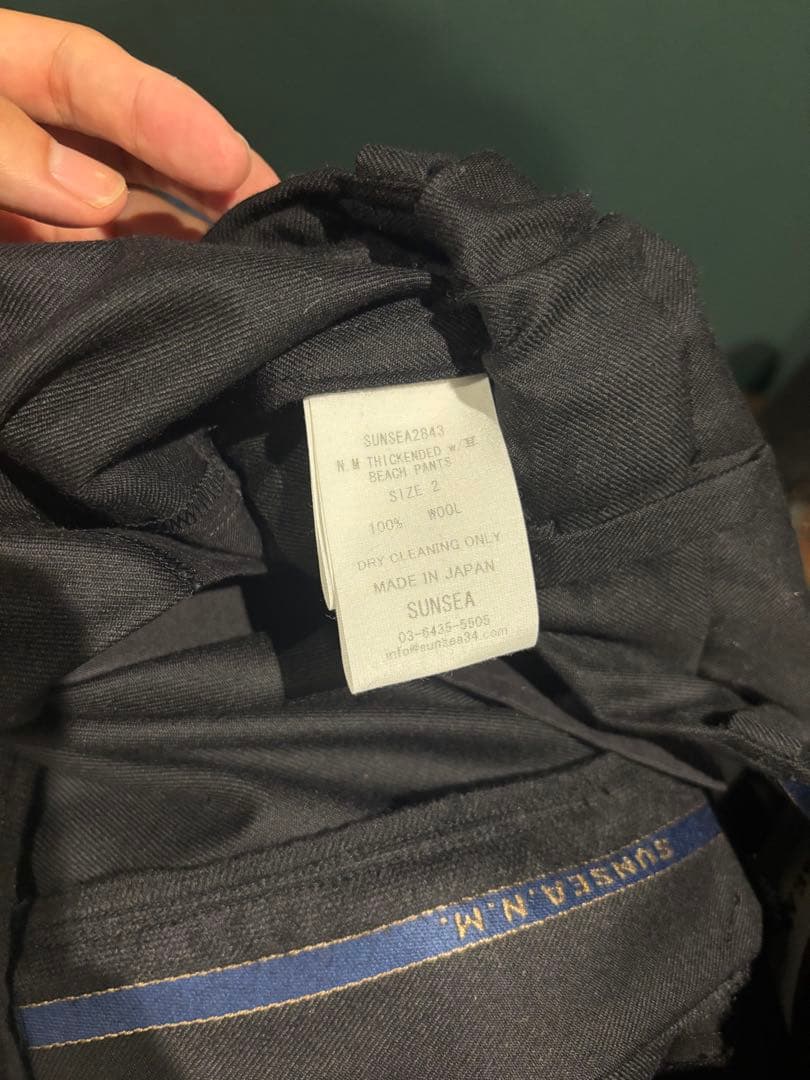 SUNSEA2843
N.M THICKENDED w/
BEACH PANTS
SIZE 2
100% WOOL
DRY CLEANING ONLY
MADE IN JAPAN
SUNSEA
03-6435-5505
info@sunsea34.com
SUNSEA.N.M.